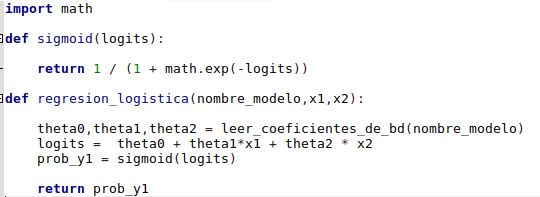 import math
def sigmoid(logits):
return 1 / (1 + math.exp(-logits))
def regresion_logistica(nombre_modelo,x1,x2):
theta0,theta1,theta2 = leer_coeficientes_de_bd(nombre_modelo)
logits =  theta0 + theta1*x1 + theta2 * x2
prob_y1 = sigmoid(logits)
return prob_y1